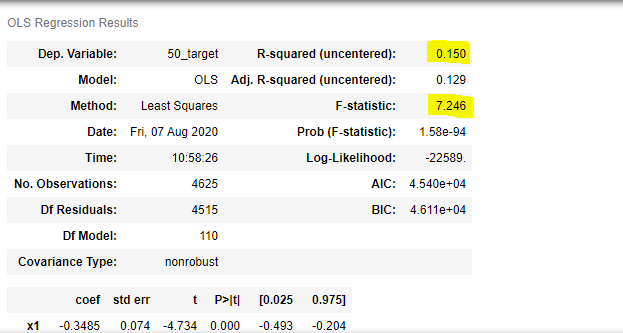 OLS Regression Results
Dep. Variable: 50_target R-squared (uncentered): 0.150
Model: OLS Adj. R-squared (uncentered): 0.129
Method: Least Squares F-statistic: 7.246
Date: Fri, 07 Aug 2020 Prob (F-statistic): 1.58e-94
Time: 10:58:26 Log-Likelihood: -22589.
No. Observations: 4625 AIC: 4.540e+04
Df Residuals: 4515 BIC: 4.611e+04
Df Model: 110
Covariance Type: nonrobust
coef std err t P>|t| [0.025 0.975]
x1 -0.3485 0.074 -4.734 0.000 -0.493 -0.204